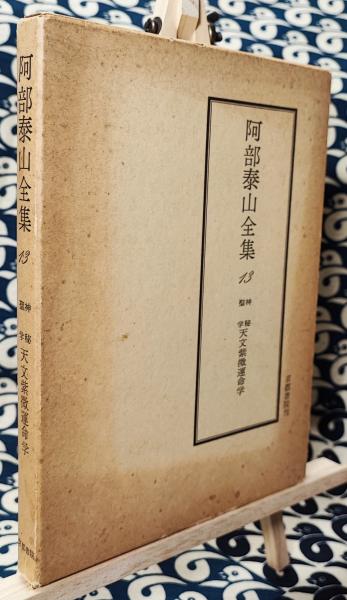 阿部泰山全集
13
神秘
学
天文紫微運命学
京都書院刊
阿部泰山全集
13
神秘
学
天文紫微運命学